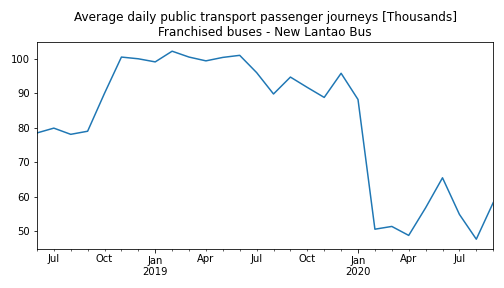 Average daily public transport passenger journeys [Thousands]
Franchised buses - New Lantao Bus
100
90
80
70
60
50
Jul Oct Jan Apr Jul Oct Jan Apr Jul
2019 2020